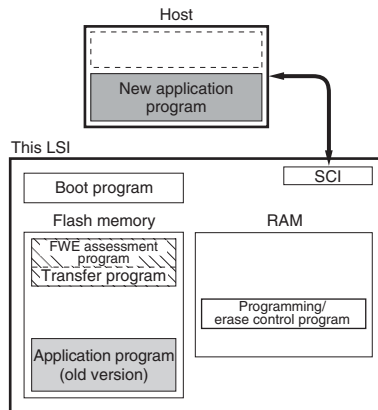 Host
New application
program
This LSI
SCI
Boot program
Flash memory
RAM
FWE assessment
program
Transfer program
Programming/
erase control program
Application program
(old version)